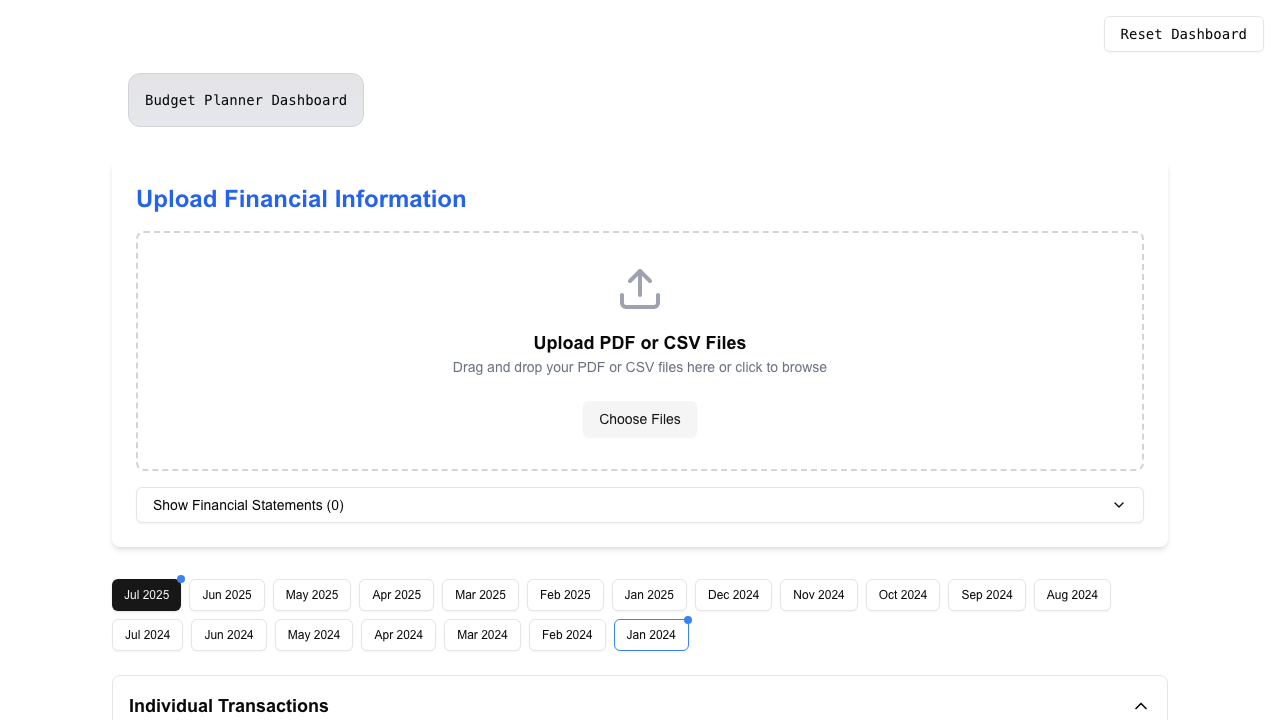 Reset Dashboard
Budget Planner Dashboard
Upload Financial Information
Upload PDF or CSV Files
Drag and drop your PDF or CSV files here or click to browse
Choose Files
Show Financial Statements (0)
Jul 2025 Jun 2025 May 2025 Apr 2025 Mar 2025 Feb 2025 Jan 2025 Dec 2024 Nov 2024 Oct 2024 Sep 2024 Aug 2024
Jul 2024 Jun 2024 May 2024 Apr 2024 Mar 2024 Feb 2024 Jan 2024
Individual Transactions